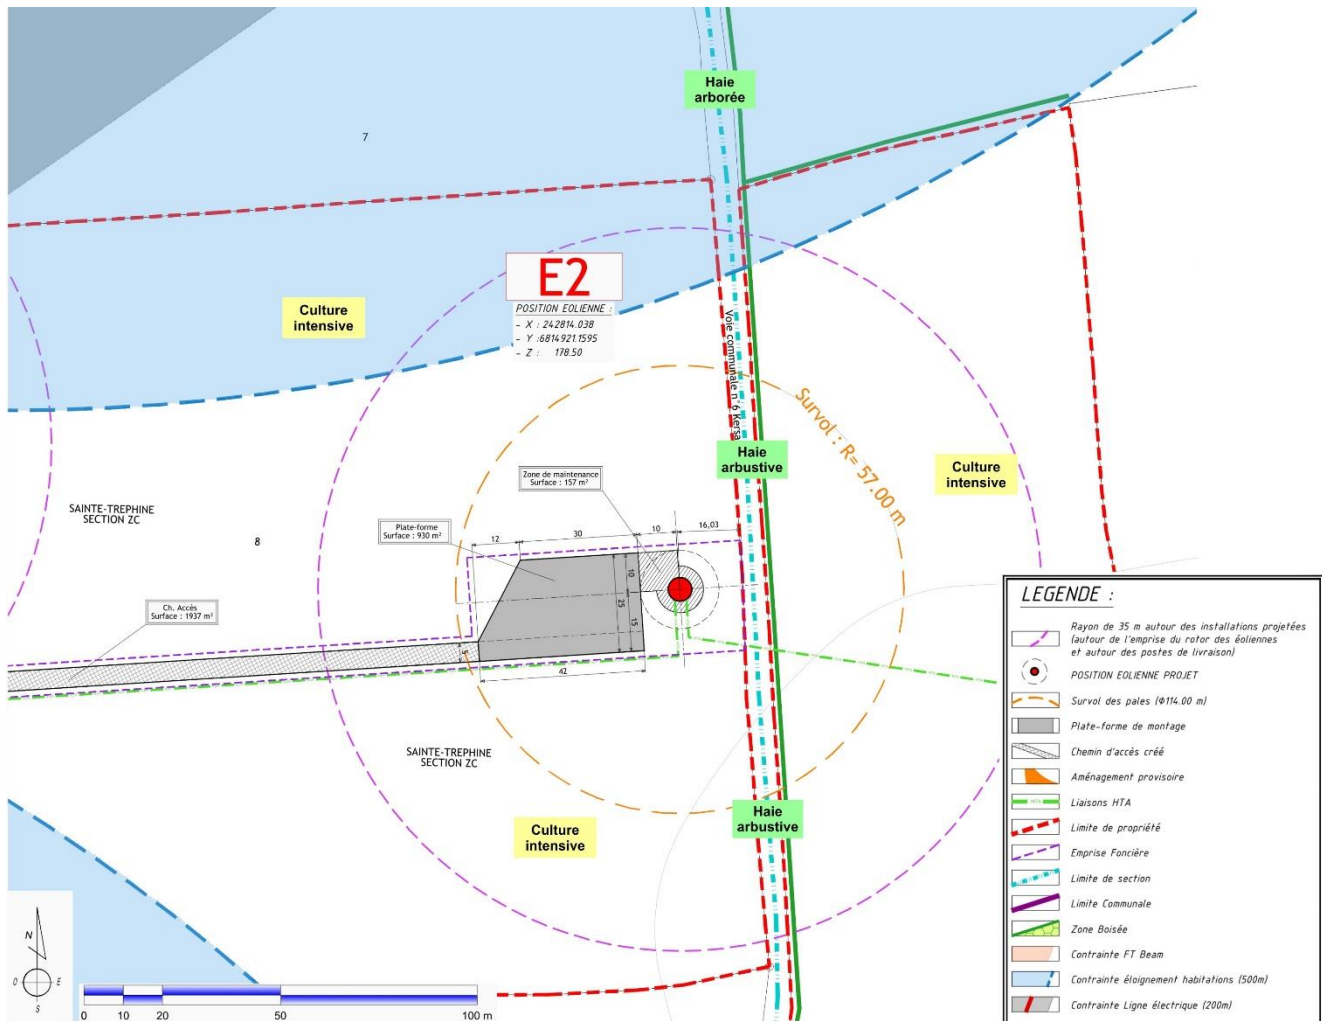 Haie
arborée
7
E2
POSITION EOLIENNE :
- X : 242814.038
- Y :6814921.1595
- Z : 178.50
Culture
intensive
Voie communale n°6 Kersa
Survol : R= 57.00 m
Haie
arbustive
Culture
intensive
Zone de maintenance
Surface : 157 m²
SAINTE-TREPHINE
SECTION ZC
8
Plate-forme
Surface : 930 m²
12
30
10
16,03
10
25
15
5
42
Ch. Accès
Surface : 1937 m²
SAINTE-TREPHINE
SECTION ZC
Culture
intensive
Haie
arbustive
N
O
E
S
0
10
20
50
100 m
LEGENDE :
Rayon de 35 m autour des installations projetées
(autour de l'emprise du rotor des éoliennes
et autour des postes de livraison)
POSITION EOLIENNE PROJET
Survol des pales (Φ114.00 m)
Plate-forme de montage
Chemin d'accès créé
Aménagement provisoire
HTA
Liaisons HTA
Limite de propriété
Emprise Foncière
Limite de section
Limite Communale
Zone Boisée
Contrainte FT Beam
Contrainte éloignement habitations (500m)
Contrainte Ligne électrique (200m)